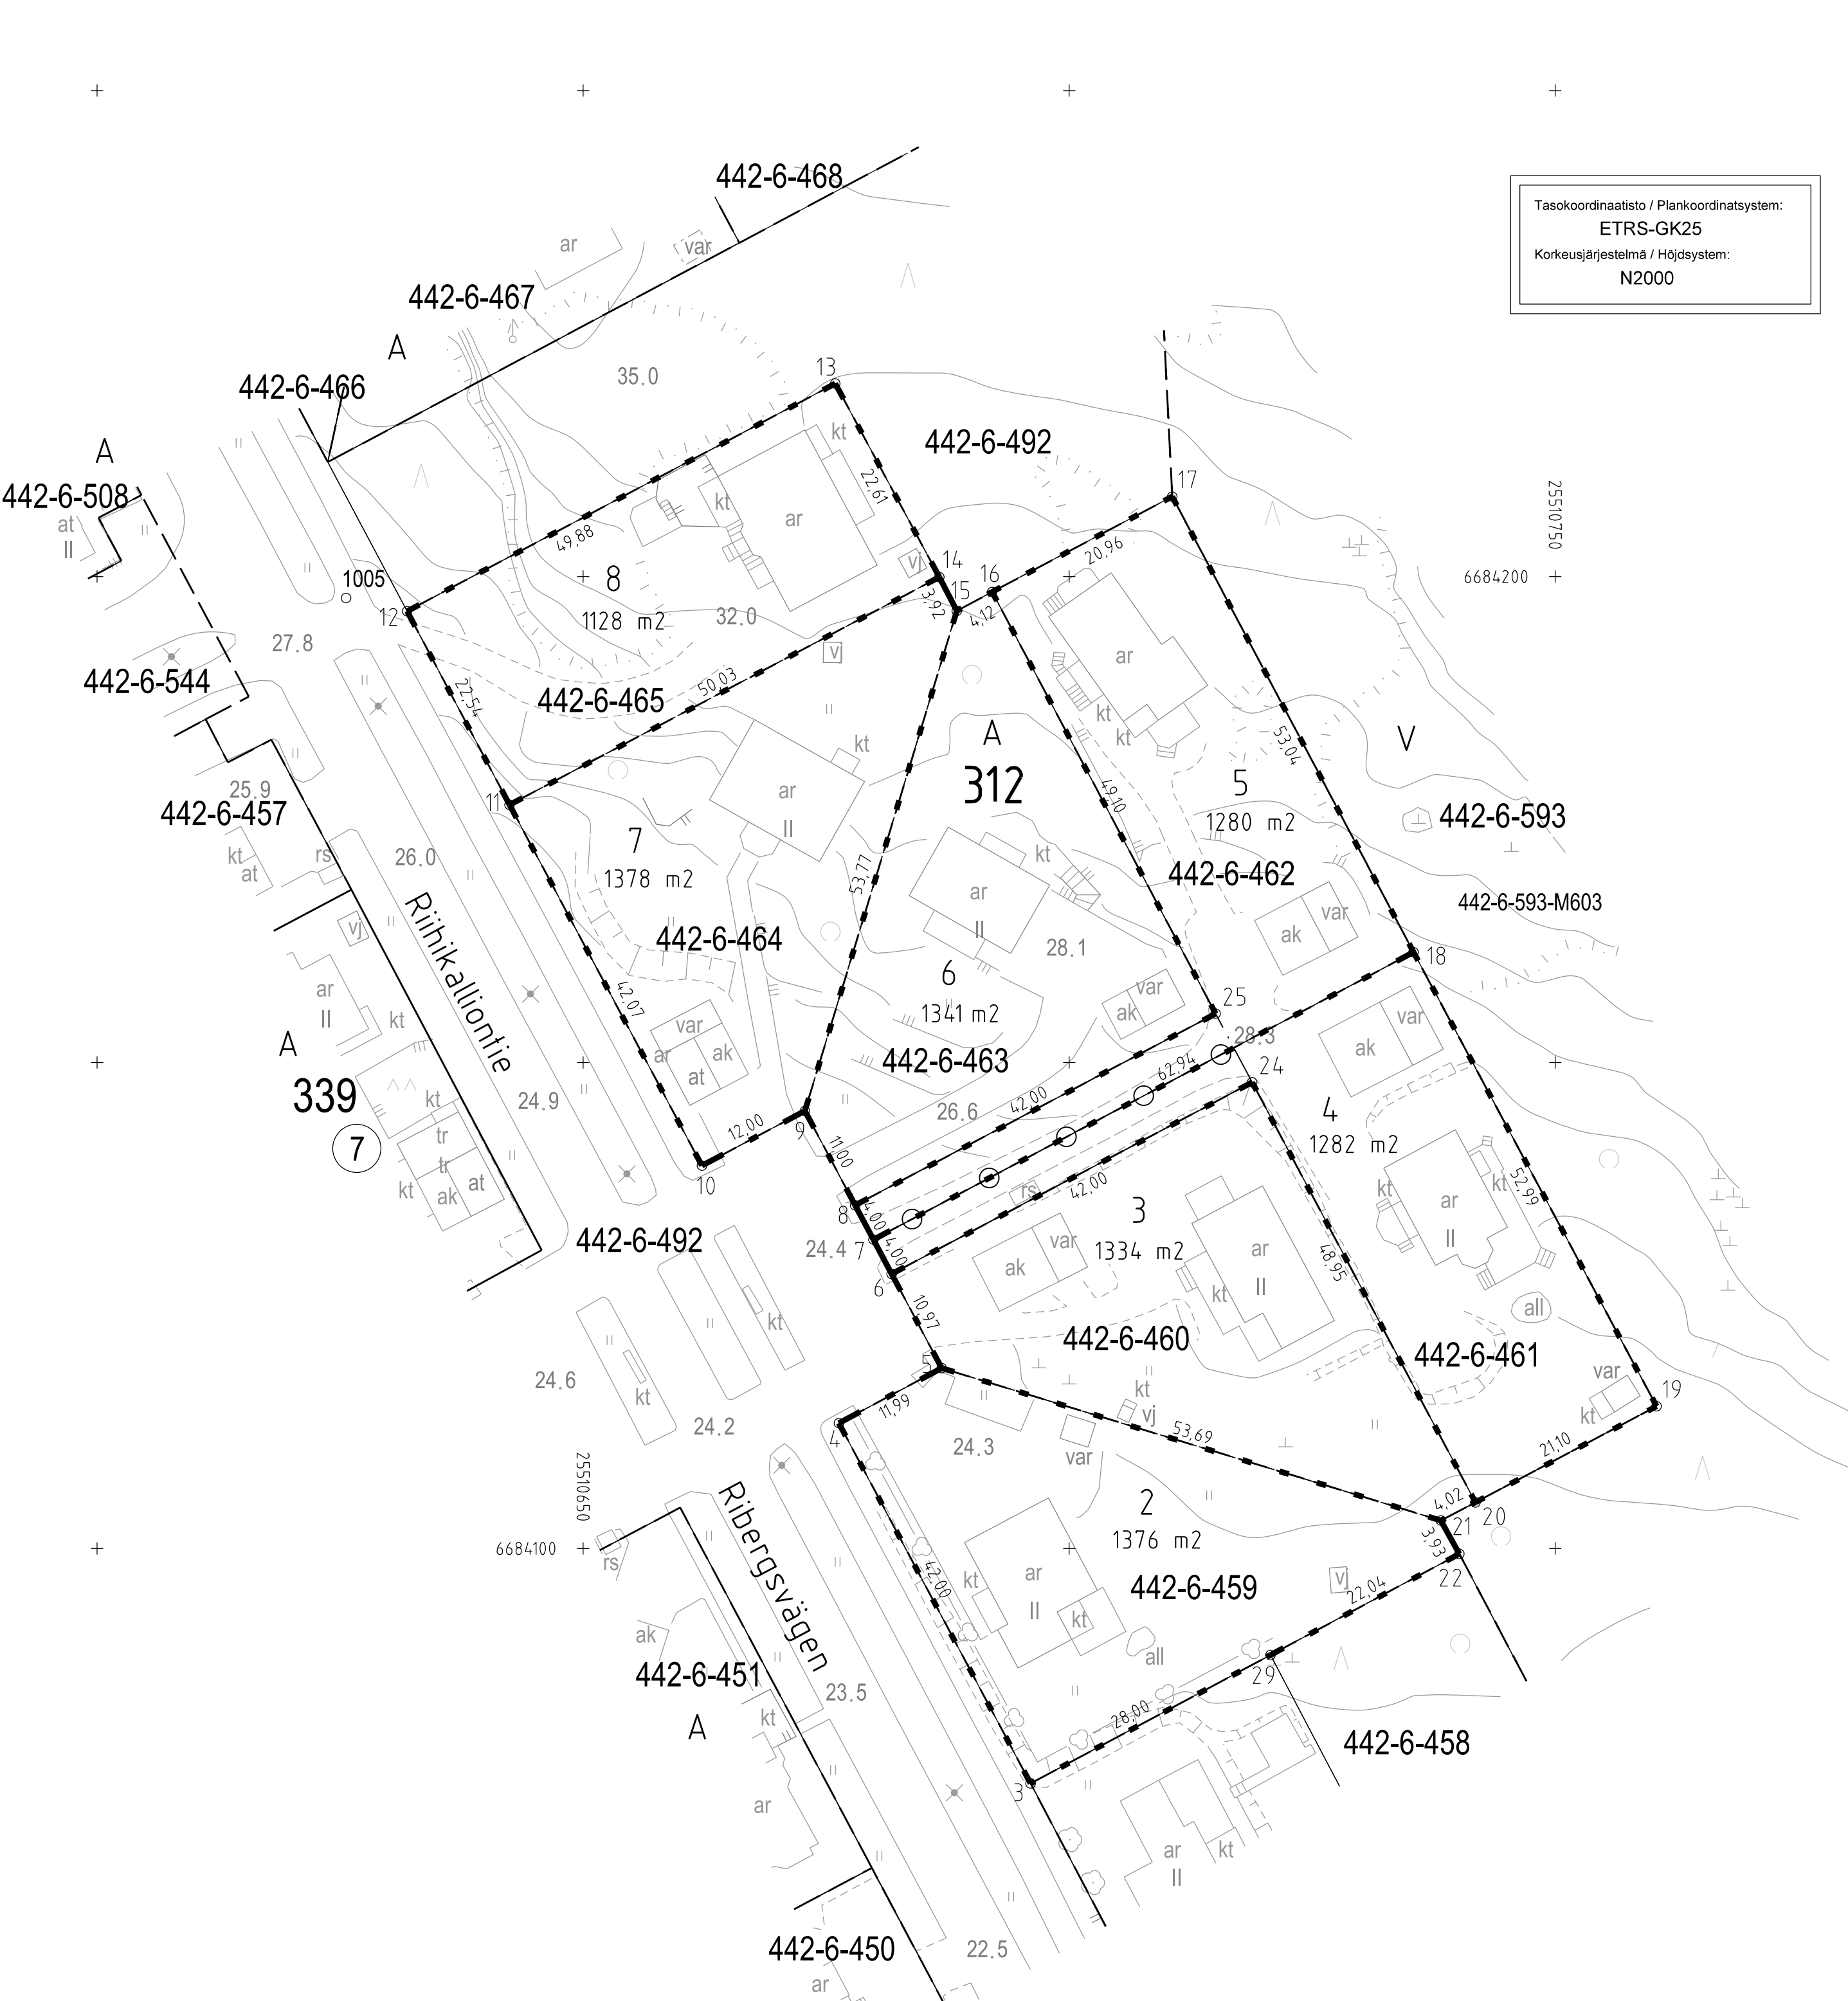 442-6-468
Tasokoordinaatisto / Plankoordinatsystem:
ETRS-GK25
Korkeusjärjestelmä / Höjdsystem:
N2000
ar
var
442-6-467
A
35.0
13
442-6-466
kt
442-6-492
A
442-6-508
at
II
17
22,61
kt
ar
25510750
49,88
20,96
vj
14
16
6684200
8
1005
15
12
1128 m2
32.0
3,92
4,12
27.8
vj
ar
442-6-544
442-6-465
50,03
22,54
kt
kt
A
V
53,04
kt
312
5
25.9
11
ar
442-6-457
49,10
1280 m2
442-6-593
II
7
kt
rs
26.0
at
1378 m2
53,77
kt
442-6-462
ar
442-6-593-M603
vj
II
var
ak
Riihikalliontie
442-6-464
28.1
18
6
ar
II
kt
42,07
1341 m2
var
ak
25
var
var
ar
ak
at
28.3
ak
A
442-6-463
62,94
24
339
24.9
26.6
42,00
kt
12,00
9
4
7
tr
tr
11,00
1282 m2
kt
ak
at
10
rs
42,00
kt
kt
52,99
8
4,00
3
ar
II
442-6-492
24.4
7
4,00
var
1334 m2
ar
II
6
ak
kt
48,95
10,97
all
kt
442-6-460
442-6-461
5
24.6
kt
kt
var
19
11,99
vj
kt
24.2
4
53,69
24.3
var
21,10
25510650
Ribergsvägen
2
4,02
20
21
6684100
1376 m2
3,93
rs
42,00
ar
II
kt
vj
22
442-6-459
22,04
kt
ak
all
442-6-451
29
23.5
kt
28,00
A
442-6-458
3
ar
ar
II
kt
442-6-450
22.5
ar